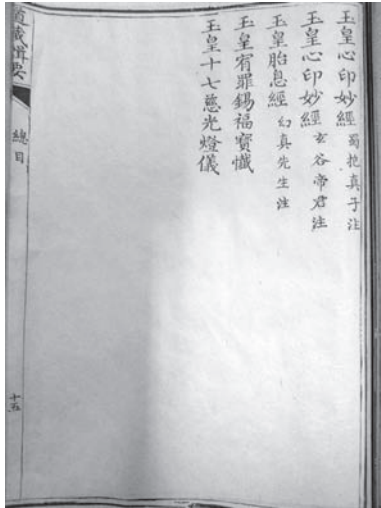 玉皇心印妙經 蜀抱真子注
玉皇心印妙經 玄谷帝君注
玉皇胎息經 幻真先生注
玉皇宥罪錫福寶懺
玉皇十七慈光燈儀
道藏輯要 總目 十五